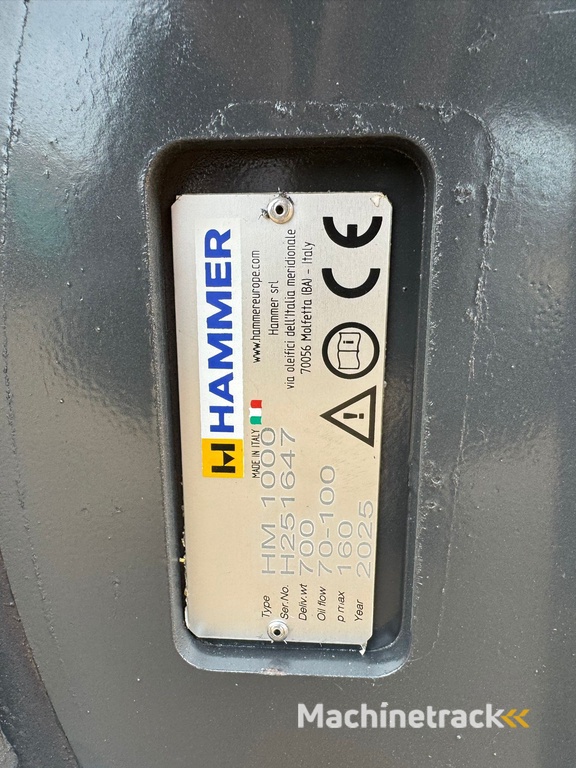 HAMMER
MADE IN ITALY
www.hammereurope.com
Hammer srl
via oleifici dell'Italia meridionale
70056 Molfetta (BA) - Italy
CE
Type HM 1000
Ser.No. H251647
Deliv.wt 700
Oil flow 70-100
p max 160
Year 2025
Machinetrack